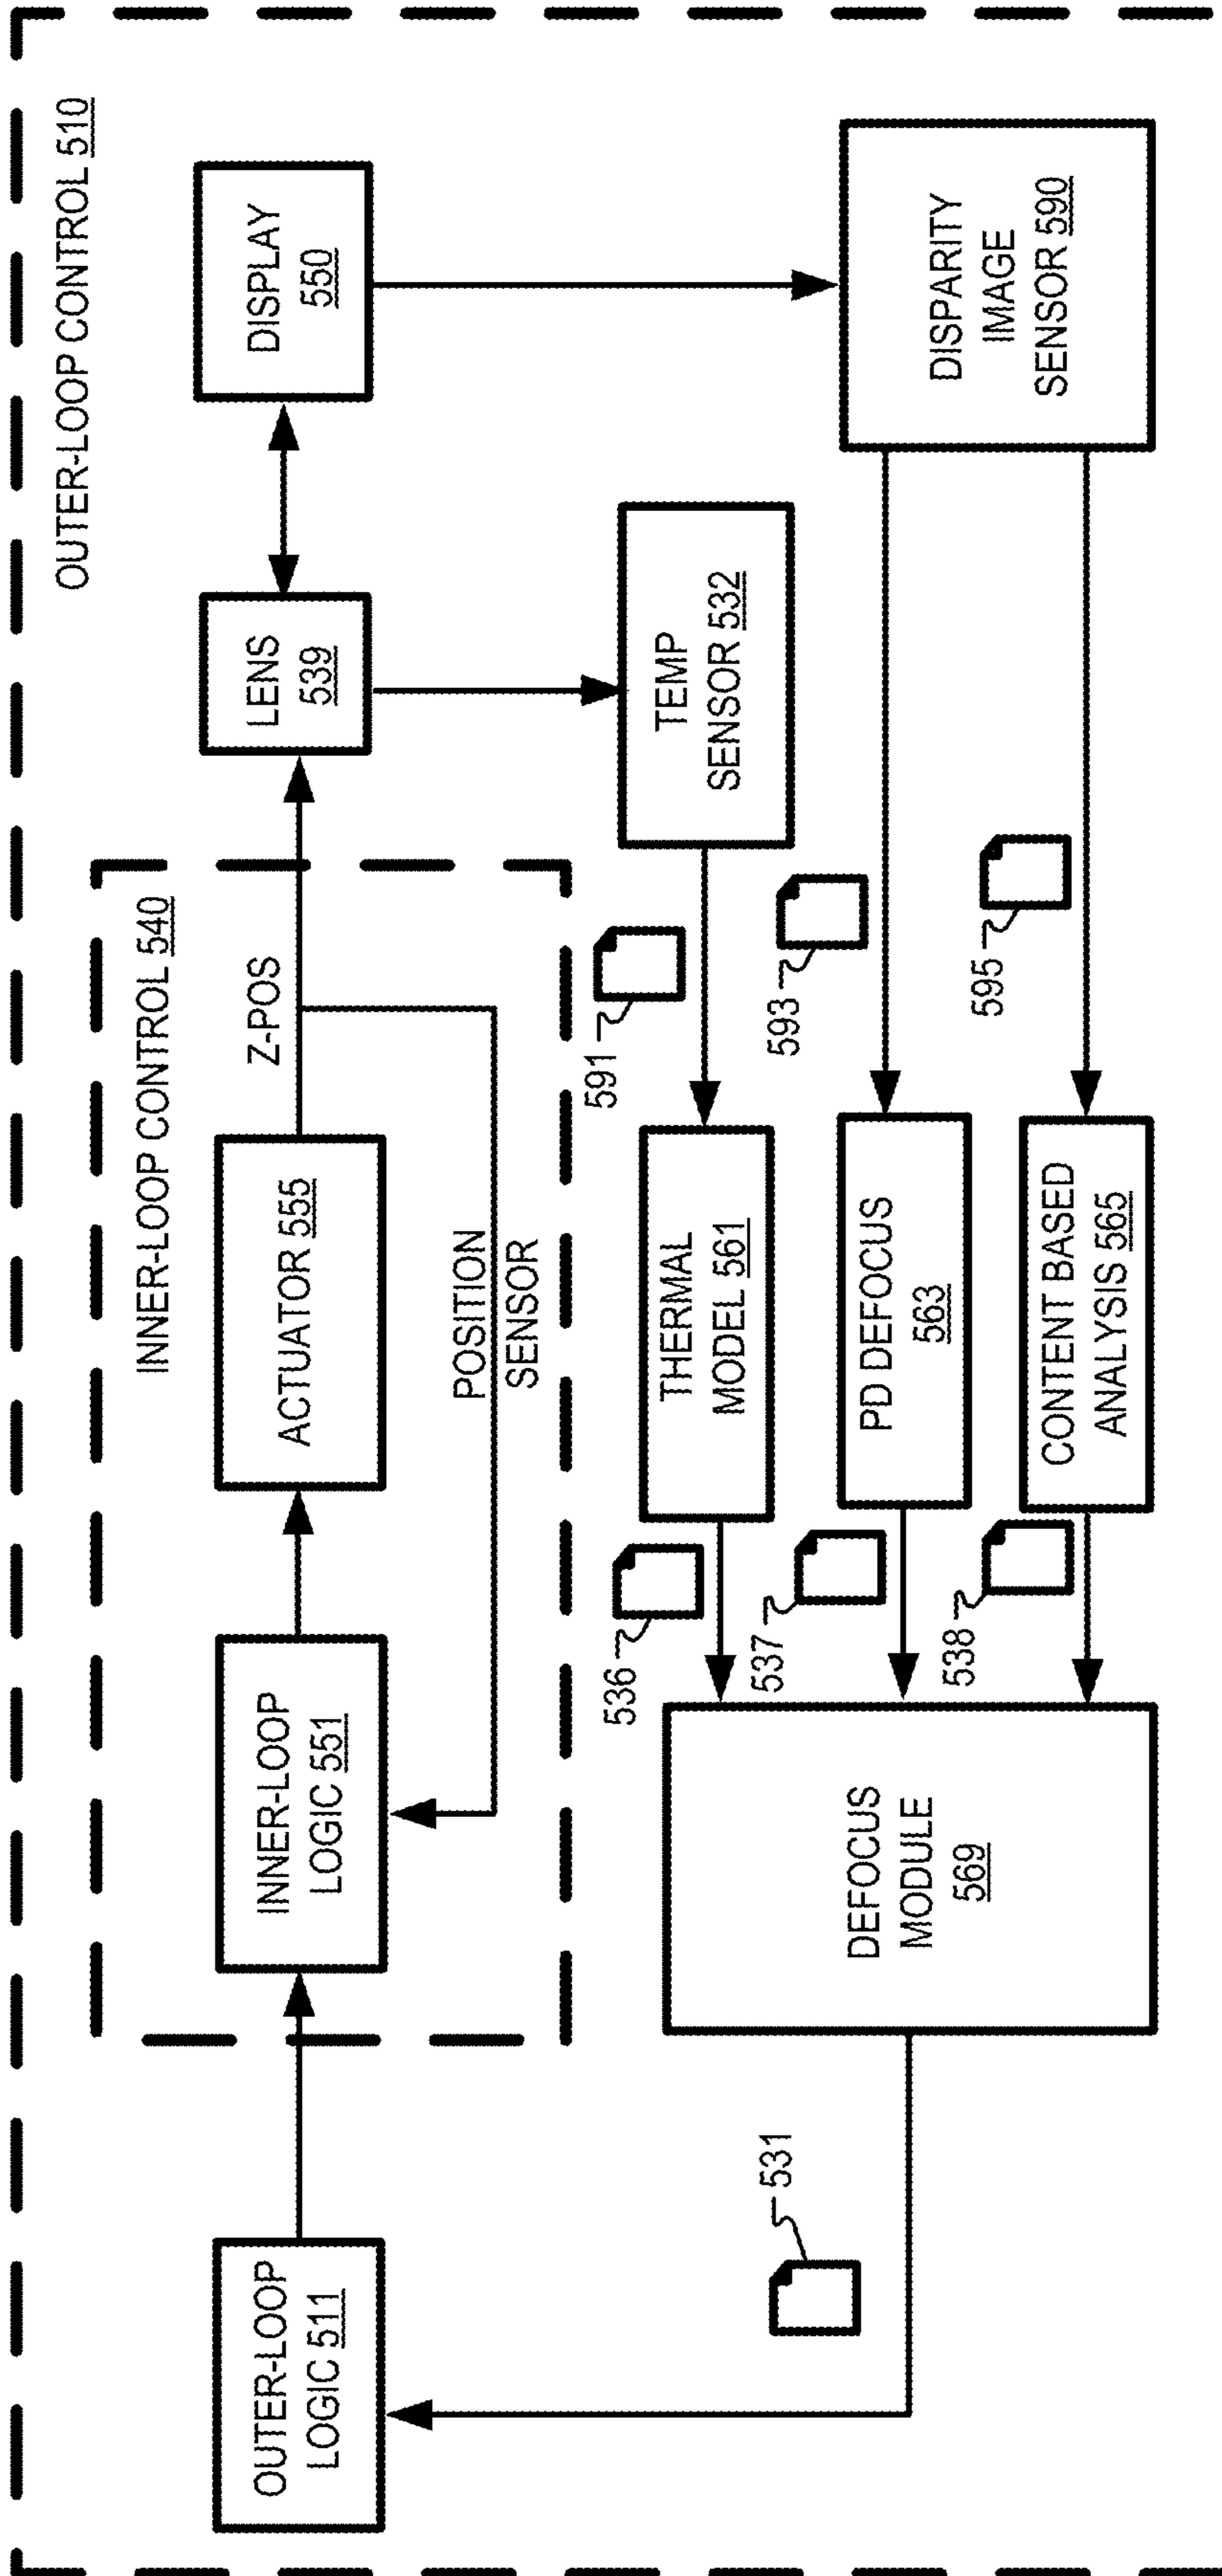 OUTER-LOOP CONTROL 510
INNER-LOOP CONTROL 540
OUTER-LOOP
LOGIC 511
INNER-LOOP
LOGIC 551
ACTUATOR 555
Z-POS
LENS
539
DISPLAY
550
POSITION
SENSOR
TEMP
SENSOR 532
591
THERMAL
MODEL 561
536
593
PD DEFOCUS
563
537
DISPARITY
IMAGE
SENSOR 590
595
CONTENT BASED
ANALYSIS 565
538
DEFOCUS
MODULE
569
531